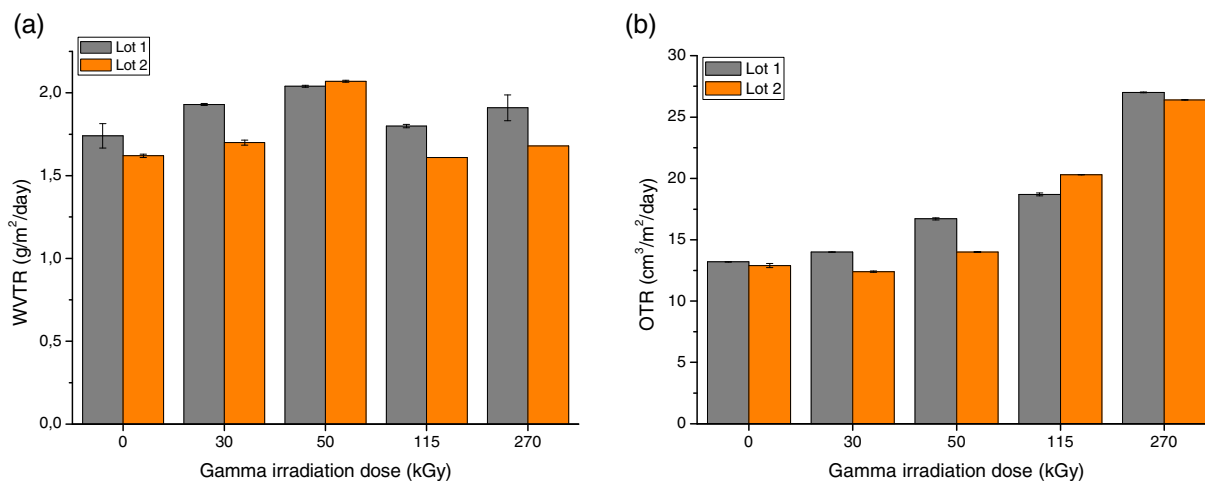 (a)
Lot 1
Lot 2
2,0
1,5
1,0
0,5
0,0
WVTR (g/m²/day)
0 30 50 115 270
Gamma irradiation dose (kGy)
(b)
Lot 1
Lot 2
30
25
20
15
10
5
0
OTR (cm³/m²/day)
0 30 50 115 270
Gamma irradiation dose (kGy)